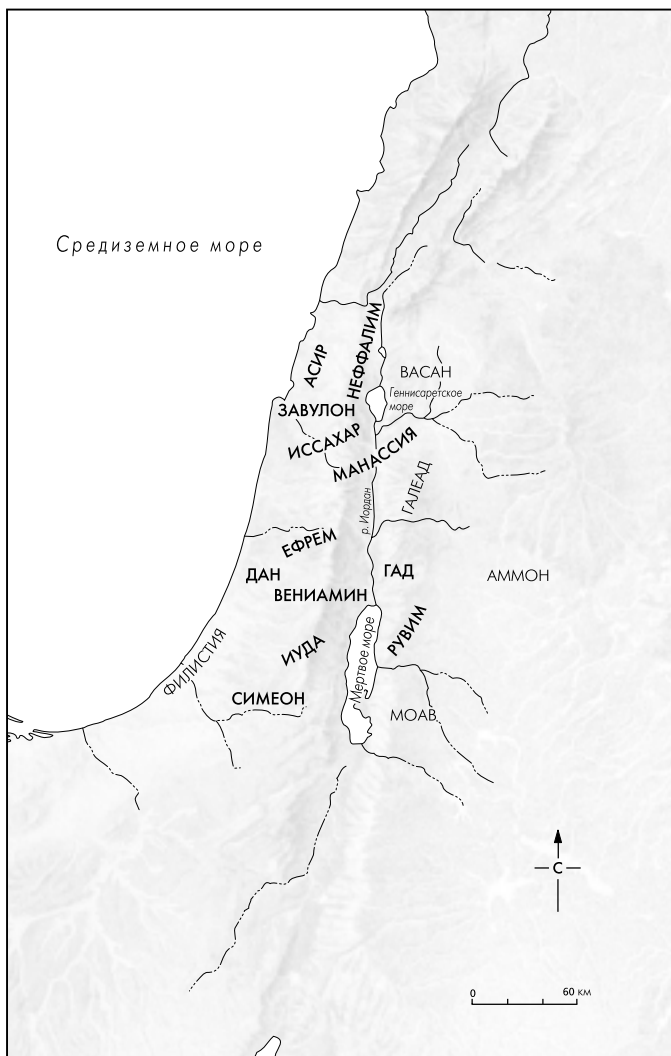 Средиземное море
НЕФФАЛИМ
АСИР
ВАСАН
Геннисаретское
море
ЗАВУЛОН
ИССАХАР
МАНАССИЯ
ГАЛЕАД
р. Иордан
ЕФРЕМ
ДАН
ГАД
АММОН
ВЕНИАМИН
РУВИМ
ИУДА
Мертвое море
ФИЛИСТИЯ
СИМЕОН
МОАВ
С
0 60 км